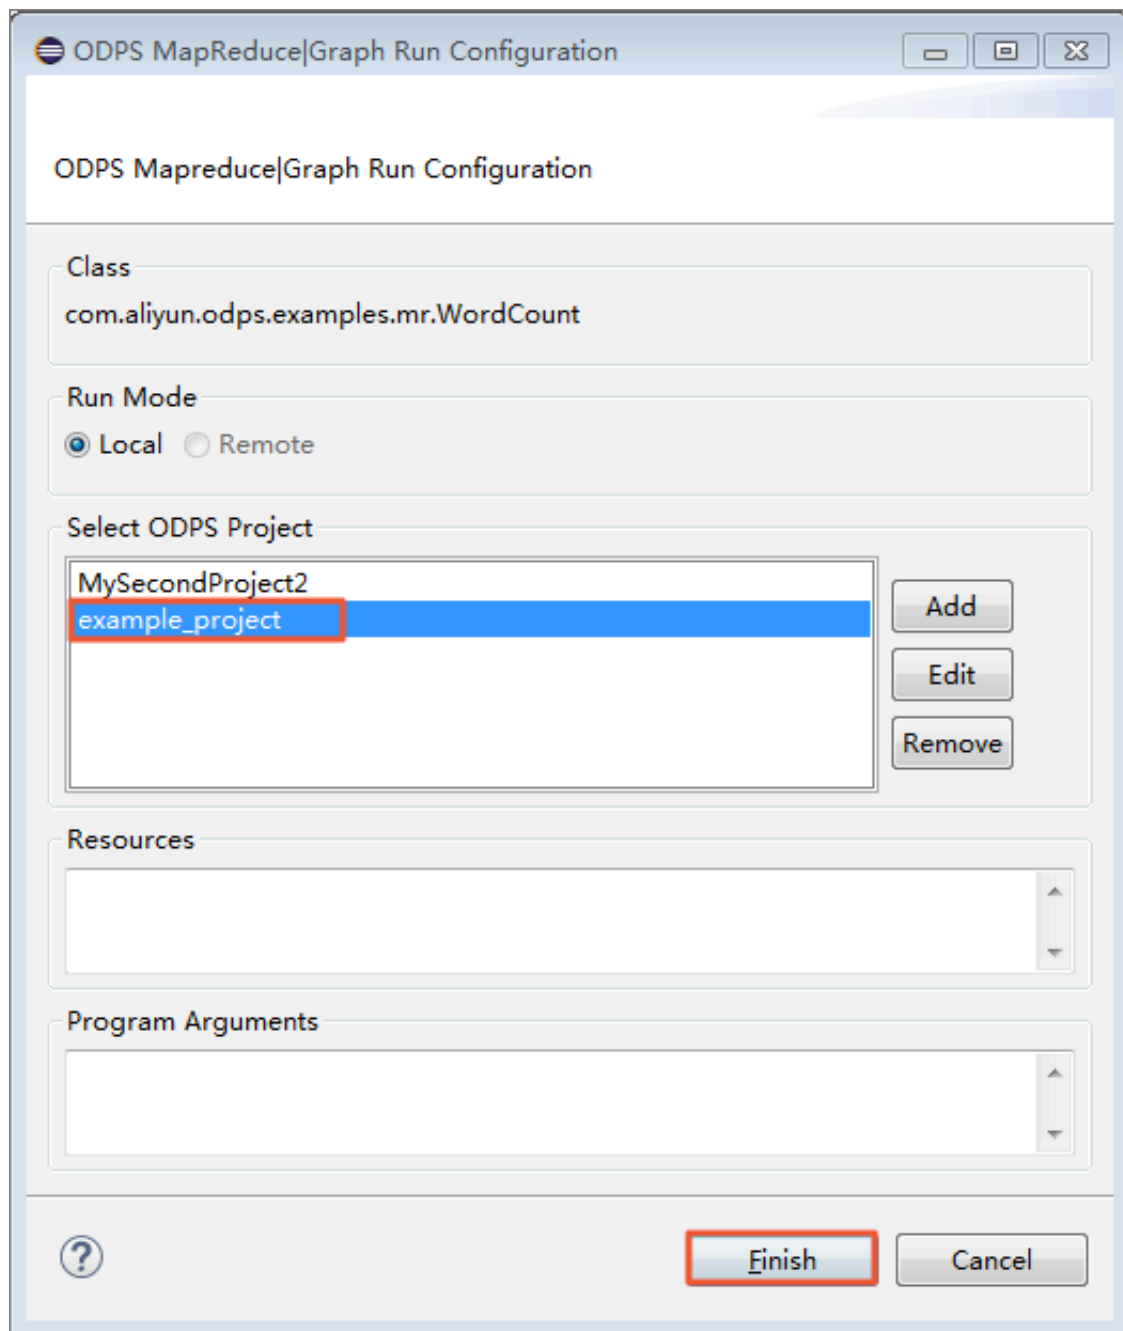 ODPS MapReduce|Graph Run Configuration
ODPS Mapreduce|Graph Run Configuration
Class
com.aliyun.odps.examples.mr.WordCount
Run Mode
Local Remote
Select ODPS Project
MySecondProject2
example_project
Add
Edit
Remove
Resources
Program Arguments
? Finish Cancel